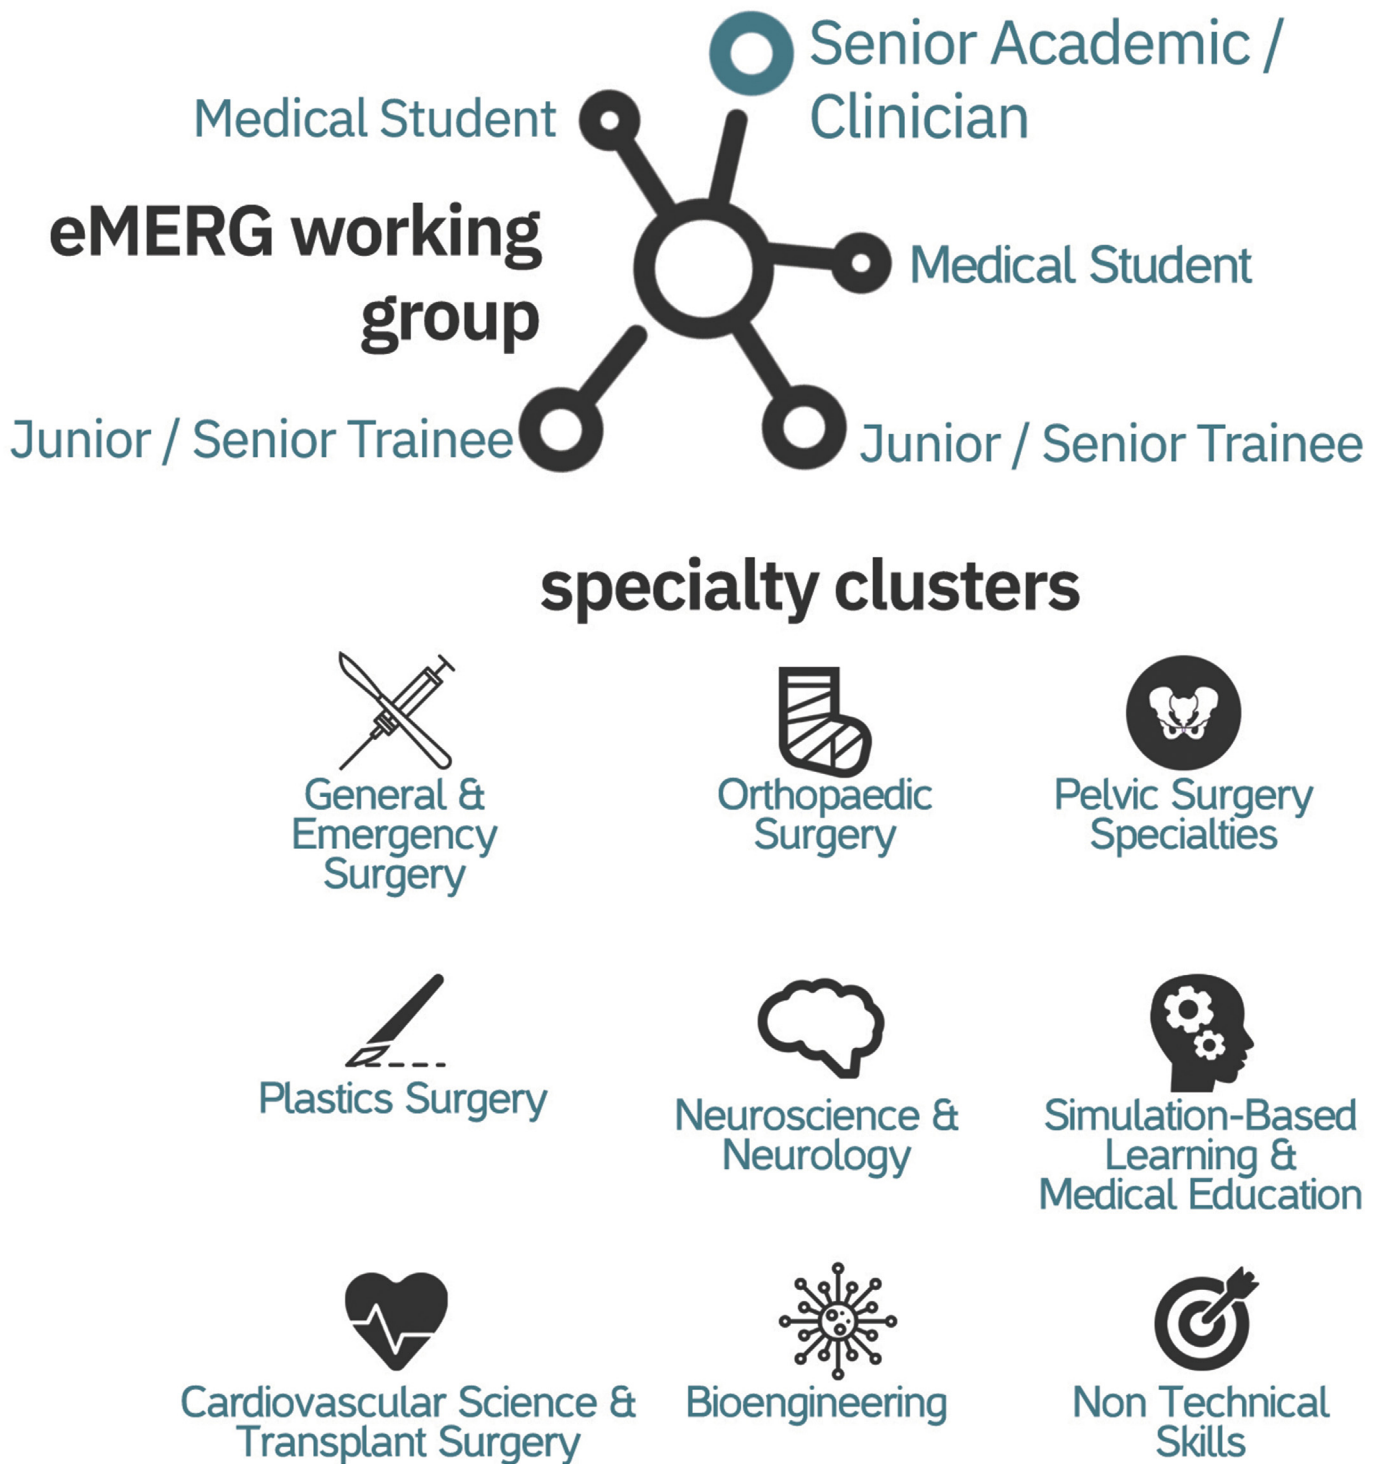 Senior Academic /
Clinician
Medical Student
eMERG working
group
Medical Student
Junior / Senior Trainee
Junior / Senior Trainee
specialty clusters
General &
Emergency
Surgery
Orthopaedic
Surgery
Pelvic Surgery
Specialties
Plastics Surgery
Neuroscience &
Neurology
Simulation-Based
Learning &
Medical Education
Cardiovascular Science &
Transplant Surgery
Bioengineering
Non Technical
Skills